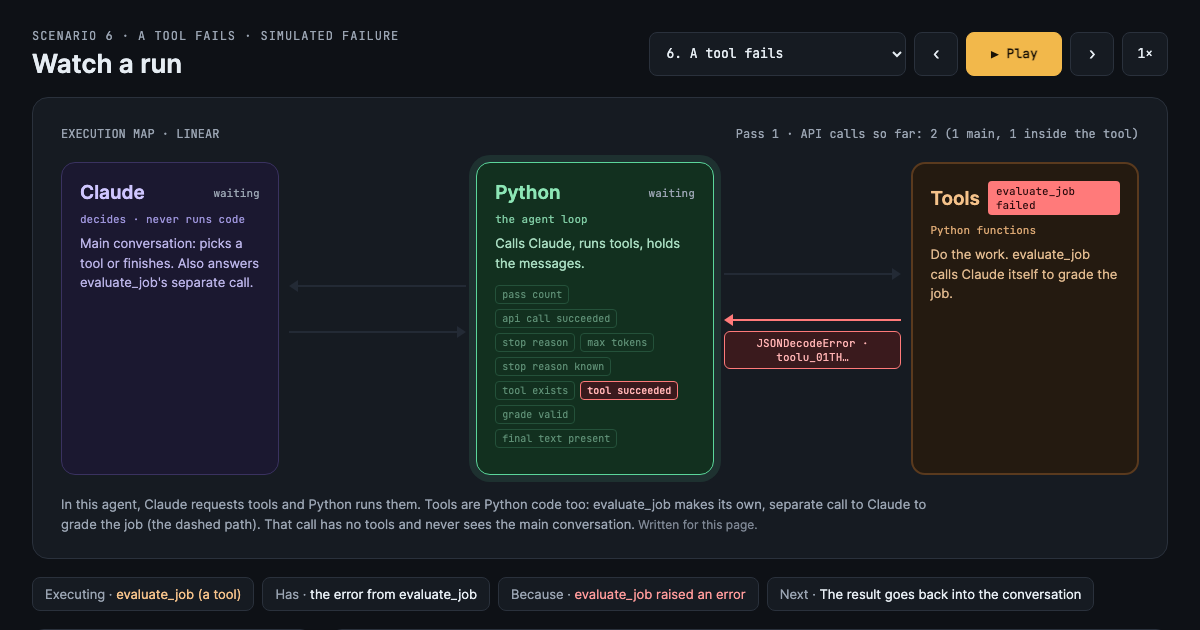 SCENARIO 6 · A TOOL FAILS · SIMULATED FAILURE
Watch a run
6. A tool fails
‹
▶ Play
›
1×
EXECUTION MAP · LINEAR
Pass 1 · API calls so far: 2 (1 main, 1 inside the tool)
Claude
waiting
decides · never runs code
Main conversation: picks a
tool or finishes. Also answers
evaluate_job's separate call.
Python
waiting
the agent loop
Calls Claude, runs tools, holds
the messages.
pass count
api call succeeded
stop reason
max tokens
stop reason known
tool exists
tool succeeded
grade valid
final text present
JSONDecodeError ·
toolu_01TH…
Tools
evaluate_job
failed
Python functions
Do the work. evaluate_job
calls Claude itself to grade the
job.
In this agent, Claude requests tools and Python runs them. Tools are Python code too: evaluate_job makes its own, separate call to Claude to
grade the job (the dashed path). That call has no tools and never sees the main conversation. Written for this page.
Executing · evaluate_job (a tool)
Has · the error from evaluate_job
Because · evaluate_job raised an error
Next · The result goes back into the conversation